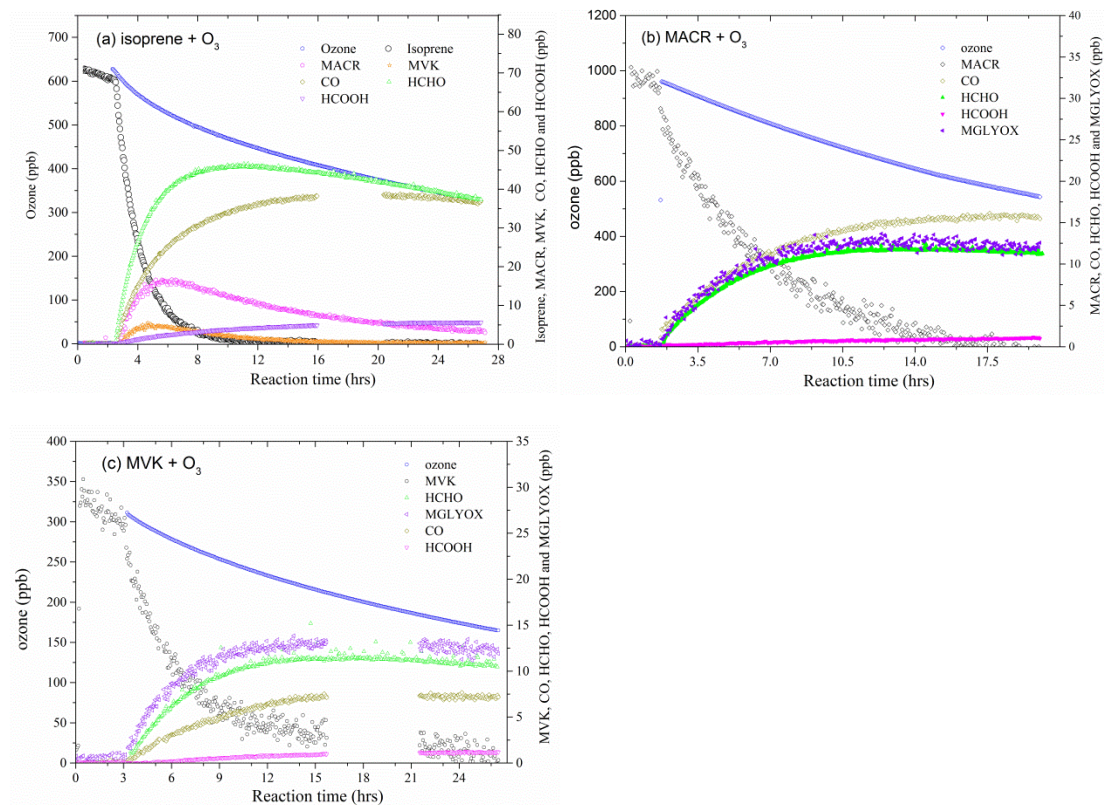 (a) isoprene + O3
Ozone Isoprene
MACR MVK
CO HCHO
HCOOH
700
600
500
400
300
200
100
0
Ozone (ppb)
80
70
60
50
40
30
20
10
0
Isoprene, MACR, MVK, CO, HCHO and HCOOH (ppb)
0 4 8 12 16 20 24 28
Reaction time (hrs)
(b) MACR + O3
ozone
MACR
CO
HCHO
HCOOH
MGLYOX
1200
1000
800
600
400
200
0
ozone (ppb)
40
35
30
25
20
15
10
5
0
MACR, CO, HCHO, HCOOH and MGLYOX (ppb)
0.0 3.5 7.0 10.5 14.0 17.5
Reaction time (hrs)
(c) MVK + O3
ozone
MVK
HCHO
MGLYOX
CO
HCOOH
400
350
300
250
200
150
100
50
0
ozone (ppb)
35
30
25
20
15
10
5
0
MVK, CO, HCHO, HCOOH and MGLYOX (ppb)
0 3 6 9 12 15 18 21 24
Reaction time (hrs)